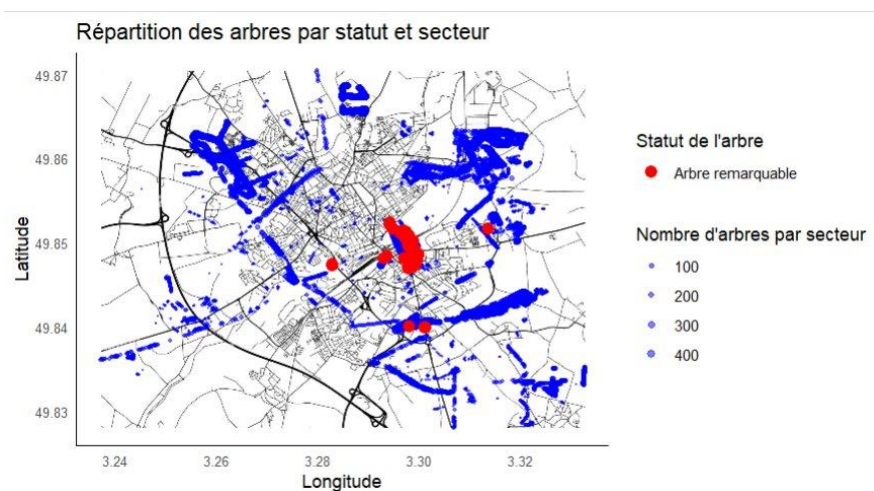 Répartition des arbres par statut et secteur
49.87
49.86
49.85
49.84
49.83
Latitude
3.24
3.26
3.28
3.30
3.32
Longitude
Statut de l'arbre
Arbre remarquable
Nombre d'arbres par secteur
100
200
300
400